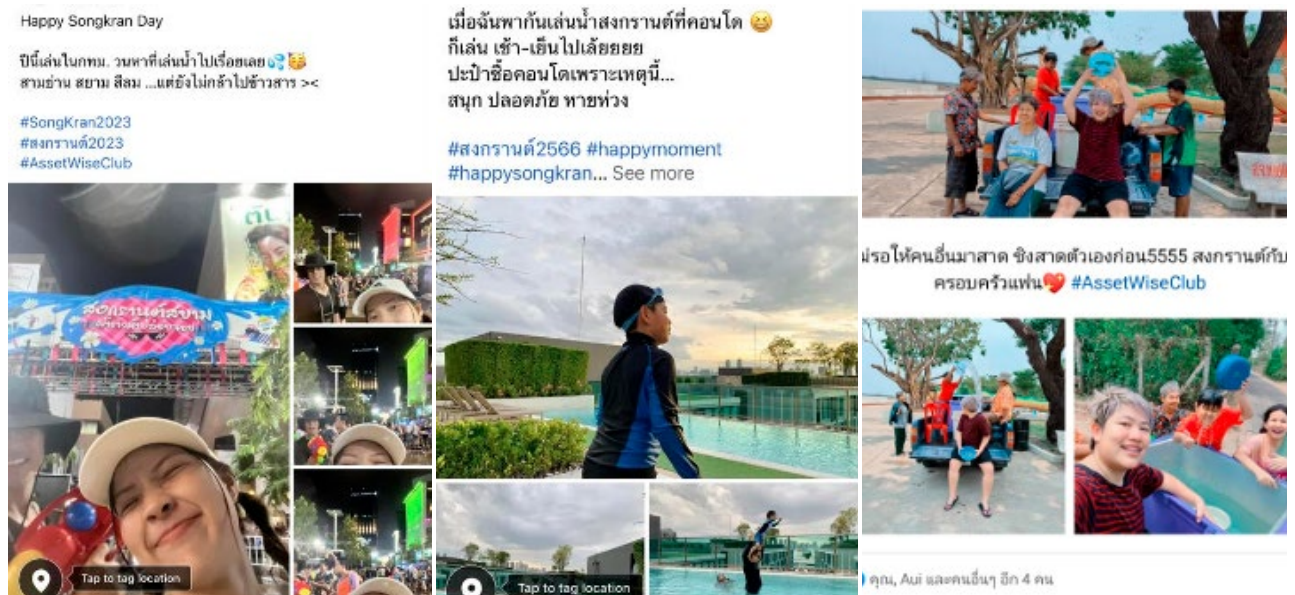 Happy Songkran Day
ปีนี้เล่นในกทม. วนหาที่เล่นน้ำไปเรื่อยเลย
สามย่าน สยาม สีลม ...แต่ยังไม่กล้าไปข้าวสาร ><
#SongKran2023
#สงกรานต์2023
#AssetWiseClub
สงกรานต์สยาม
Tap to tag location
เมื่อฉันพากันเล่นน้ำสงกรานต์ที่คอนโด 😆
ก็เล่น เช้า-เย็นไปเล้ยยยย
ปะป๋าซื้อคอนโดเพราะเหตุนี้...
สนุก ปลอดภัย หายห่วง
#สงกรานต์2566 #happymoment
#happysongkran... See more
Tap to tag location
ม่รอให้คนอื่นมาสาด ชิงสาดตัวเองก่อน5555 สงกรานต์กับ
ครอบครัวแฟน💖 #AssetWiseClub
คุณ, Aui และคนอื่นๆ อีก 4 คน